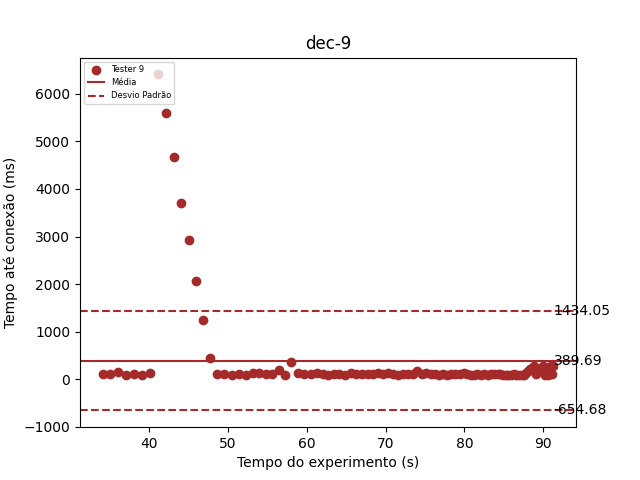 dec-9
Tester 9
Média
Desvio Padrão
6000
5000
4000
3000
2000
1000
0
−1000
1434.05
389.69
-654.68
40
50
60
70
80
90
Tempo até conexão (ms)
Tempo do experimento (s)